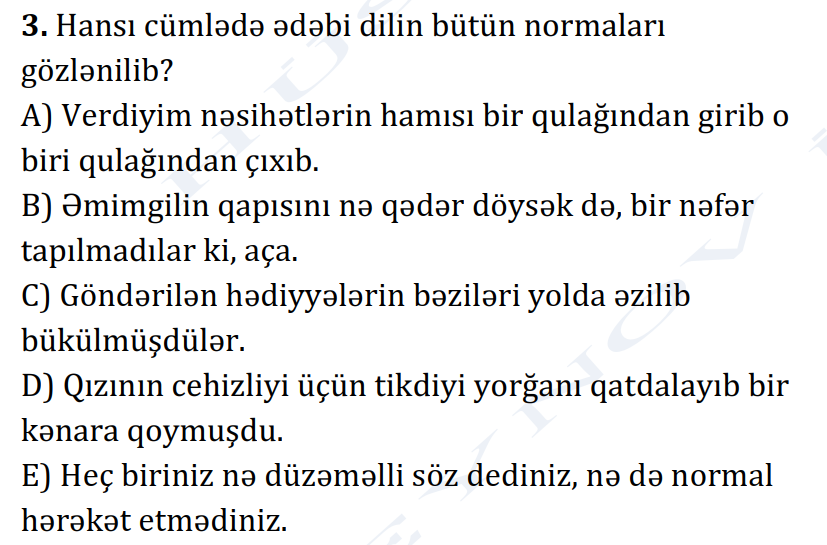 3. Hansı cümlədə ədəbi dilin bütün normaları
gözlənilib?
A) Verdiyim nəsihətlərin hamısı bir qulağından girib o
biri qulağından çıxıb.
B) Əmimgilin qapısını nə qədər döysək də, bir nəfər
tapılmadılar ki, aça.
C) Göndərilən hədiyyələrin bəziləri yolda əzilib
bükülmüşdülər.
D) Qızının cehizliyi üçün tikdiyi yorğanı qatdalayıb bir
kənara qoymuşdu.
E) Heç biriniz nə düzəməlli söz dediniz, nə də normal
hərəkət etmədiniz.